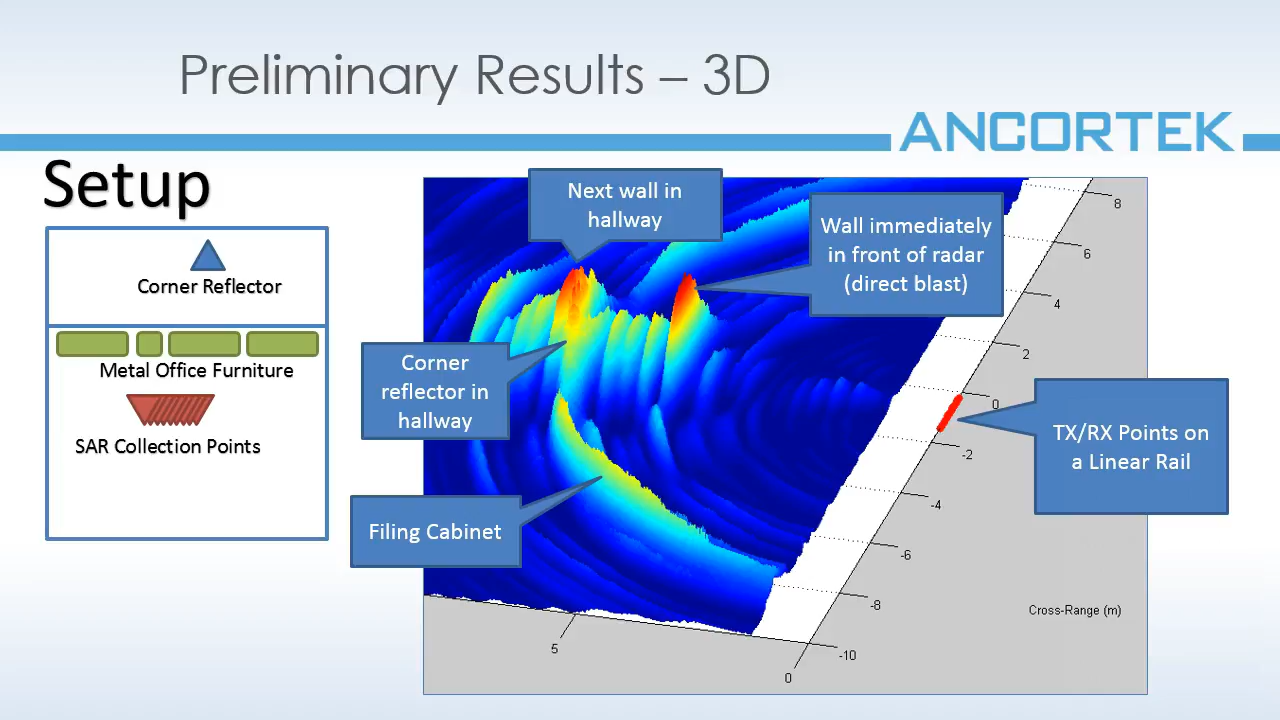 Preliminary Results – 3D
ANCORTEK
Setup
Corner Reflector
Metal Office Furniture
SAR Collection Points
Next wall in
hallway
Wall immediately
in front of radar
(direct blast)
Corner
reflector in
hallway
Filing Cabinet
TX/RX Points on
a Linear Rail
8
6
4
2
0
-2
-4
-6
-8
-10
Cross-Range (m)
5
0